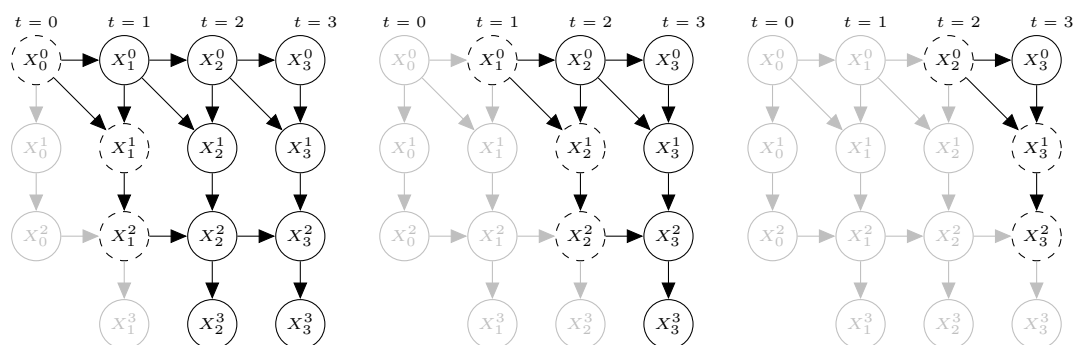 t = 0 t = 1 t = 2 t = 3 t = 0 t = 1 t = 2 t = 3 t = 0 t = 1 t = 2 t = 3
X_0^0 X_1^0 X_2^0 X_3^0 X_0^0 X_1^0 X_2^0 X_3^0 X_0^0 X_1^0 X_2^0 X_3^0
X_0^1 X_1^1 X_2^1 X_3^1 X_0^1 X_1^1 X_2^1 X_3^1 X_0^1 X_1^1 X_2^1 X_3^1
X_0^2 X_1^2 X_2^2 X_3^2 X_0^2 X_1^2 X_2^2 X_3^2 X_0^2 X_1^2 X_2^2 X_3^2
X_1^3 X_2^3 X_3^3 X_1^3 X_2^3 X_3^3 X_1^3 X_2^3 X_3^3